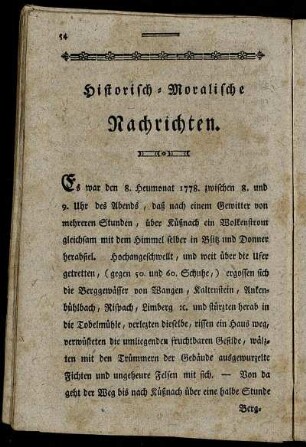 54
Historisch-Moralische
Nachrichten.
Es war den 8. Heumonat 1778. zwischen 8. und
9. Uhr des Abends, daß nach einem Gewitter von
mehreren Stunden, über Küßnach ein Wolkenstrom
gleichsam mit dem Himmel selber in Blitz und Donner
herabfiel. Hochangeschwellt, und weit über die Ufer
getretten, (gegen 50. und 60. Schuhe,) ergossen sich
die Berggewässer von Wangen, Kaltenstein, Anken-
bühlbach, Risbach, Limberg ꝛc. und stürzten herab in
die Tobelmühle, verlezten dieselbe, rissen ein Haus weg,
verwüsteten die umliegenden fruchtbaren Gefilde, wälz-
ten mit den Trümmern der Gebäude ausgewurzelte
Fichten und ungeheure Felsen mit sich. — Von da
geht der Weg bis nach Küßnach über eine halbe Stunde
Berg-